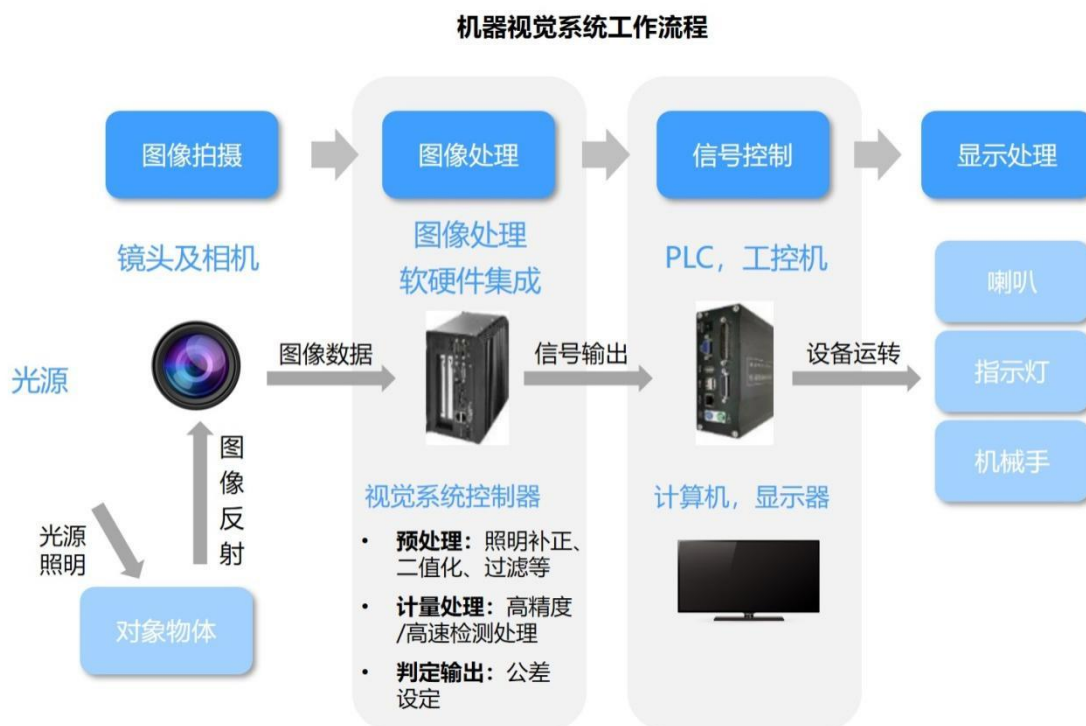 机器视觉系统工作流程
图像拍摄
图像处理
信号控制
显示处理
镜头及相机
图像处理
软硬件集成
PLC，工控机
喇叭
光源
图像数据
信号输出
设备运转
指示灯
机械手
图
像
反
射
光源
照明
对象物体
视觉系统控制器
• 预处理：照明补正、
二值化、过滤等
• 计量处理：高精度
/高速检测处理
• 判定输出：公差
设定
计算机，显示器